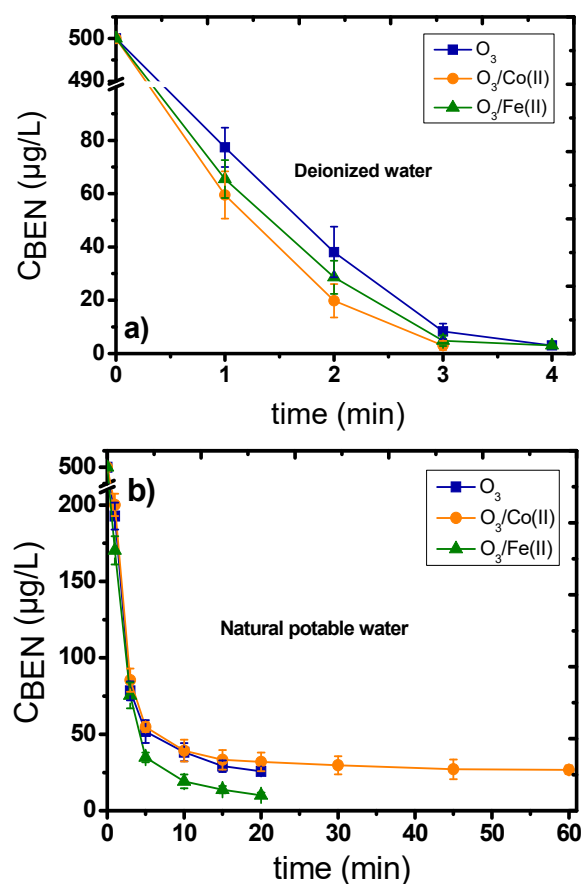 500
490
80
60
40
20
0
C_BEN (µg/L)
O₃
O₃/Co(II)
O₃/Fe(II)
Deionized water
a)
0 1 2 3 4
time (min)
500
200
150
100
50
0
C_BEN (µg/L)
b)
O₃
O₃/Co(II)
O₃/Fe(II)
Natural potable water
0 10 20 30 40 50 60
time (min)